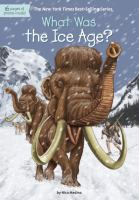 The New York Times Best-Selling Series
What Was
the Ice Age?
by Nico Medina